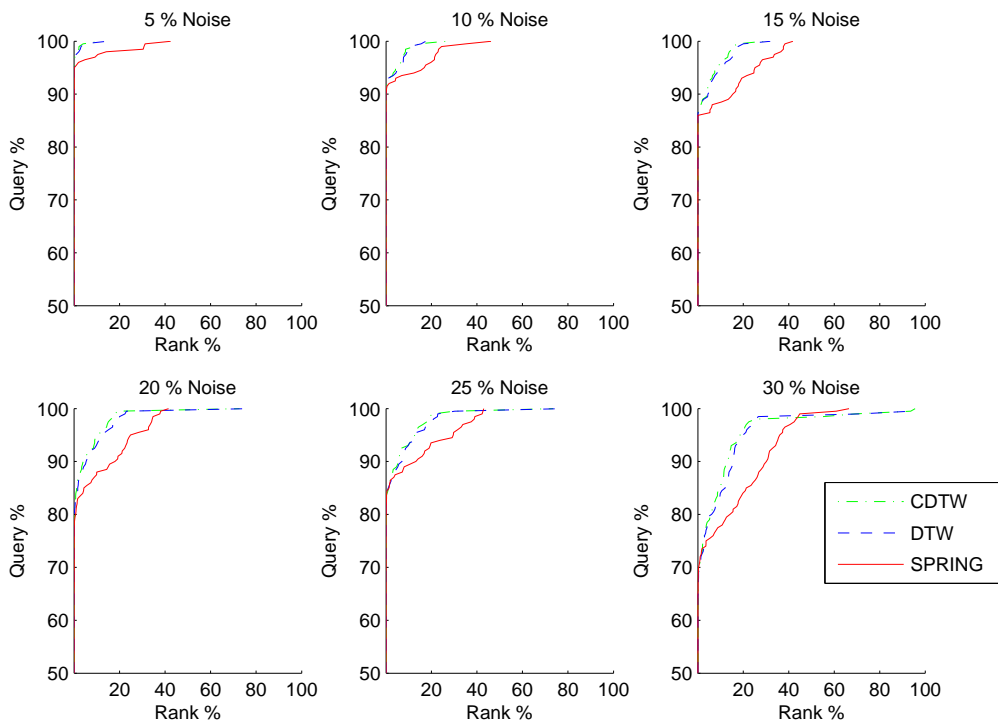 5 % Noise
100
90
80
70
60
50
Query %
20 40 60 80 100
Rank %
10 % Noise
100
90
80
70
60
50
Query %
20 40 60 80 100
Rank %
15 % Noise
100
90
80
70
60
50
Query %
20 40 60 80 100
Rank %
20 % Noise
100
90
80
70
60
50
Query %
20 40 60 80 100
Rank %
25 % Noise
100
90
80
70
60
50
Query %
20 40 60 80 100
Rank %
30 % Noise
100
90
80
70
60
50
Query %
20 40 60 80 100
Rank %
CDTW
DTW
SPRING